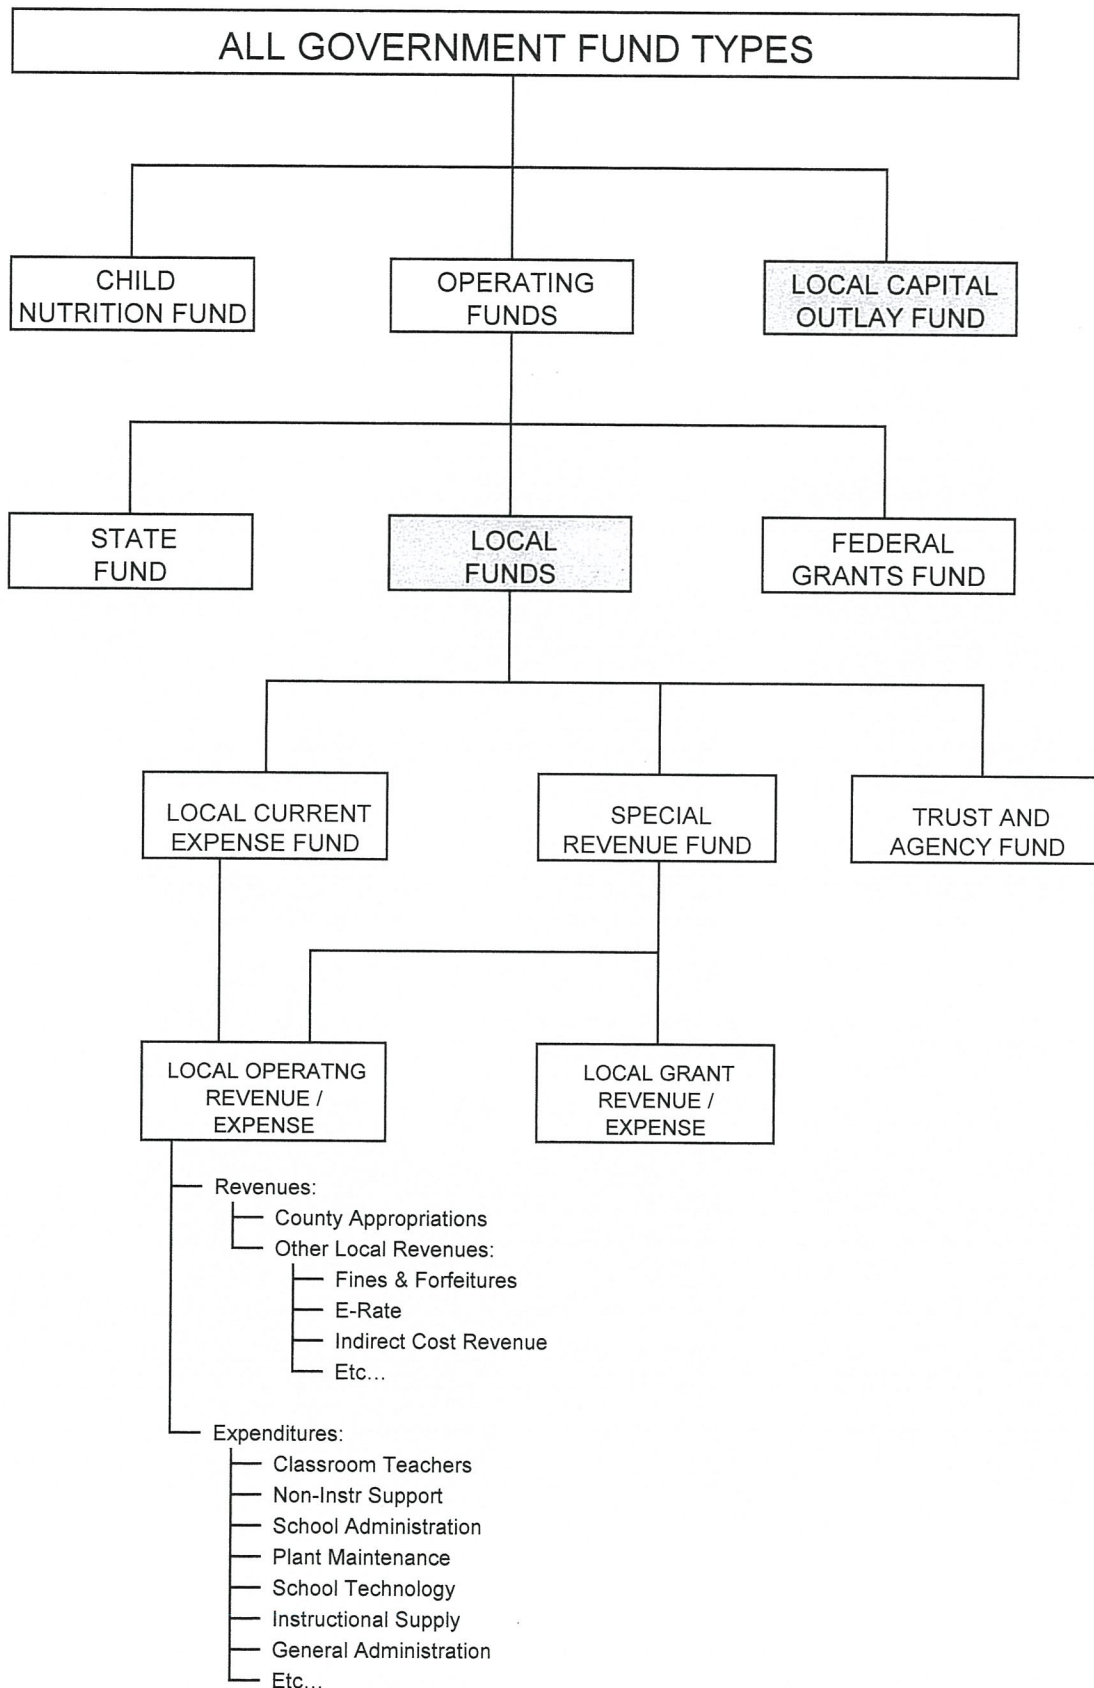 ALL GOVERNMENT FUND TYPES
CHILD
NUTRITION FUND
OPERATING
FUNDS
LOCAL CAPITAL
OUTLAY FUND
STATE
FUND
LOCAL
FUNDS
FEDERAL
GRANTS FUND
LOCAL CURRENT
EXPENSE FUND
SPECIAL
REVENUE FUND
TRUST AND
AGENCY FUND
LOCAL OPERATNG
REVENUE /
EXPENSE
LOCAL GRANT
REVENUE /
EXPENSE
Revenues:
County Appropriations
Other Local Revenues:
Fines & Forfeitures
E-Rate
Indirect Cost Revenue
Etc...
Expenditures:
Classroom Teachers
Non-Instr Support
School Administration
Plant Maintenance
School Technology
Instructional Supply
General Administration
Etc...